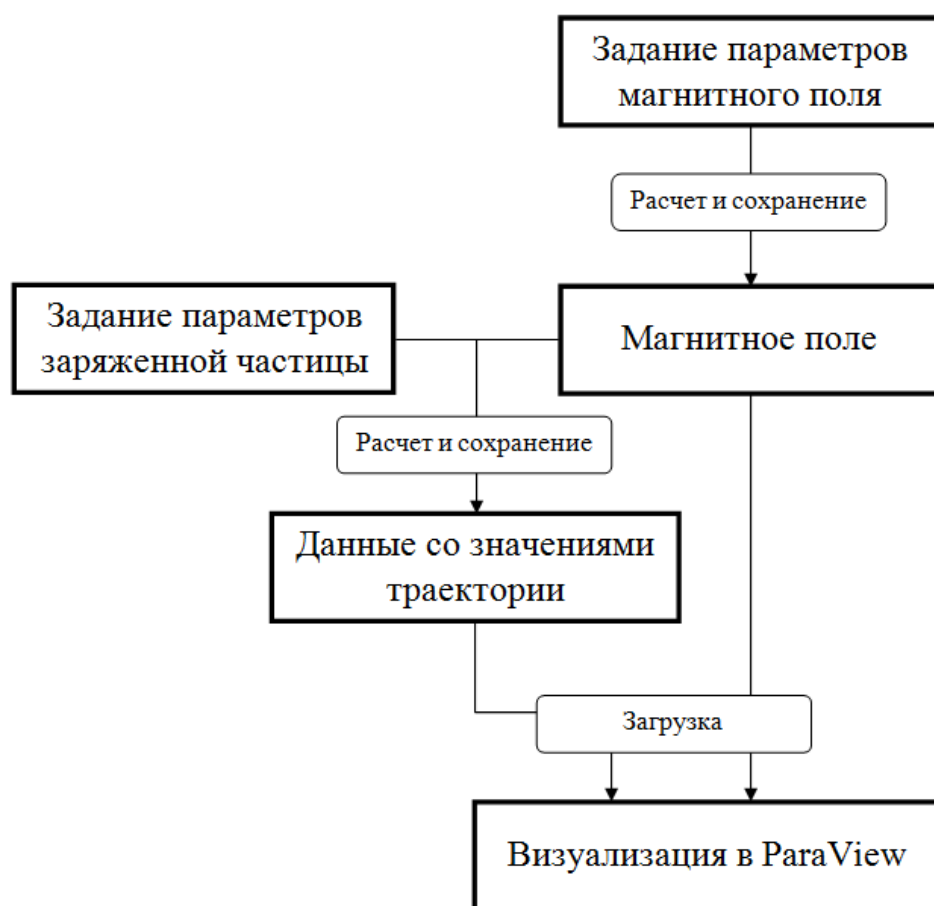 Задание параметров
магнитного поля
Расчет и сохранение
Задание параметров
заряженной частицы
Магнитное поле
Расчет и сохранение
Данные со значениями
траектории
Загрузка
Визуализация в ParaView